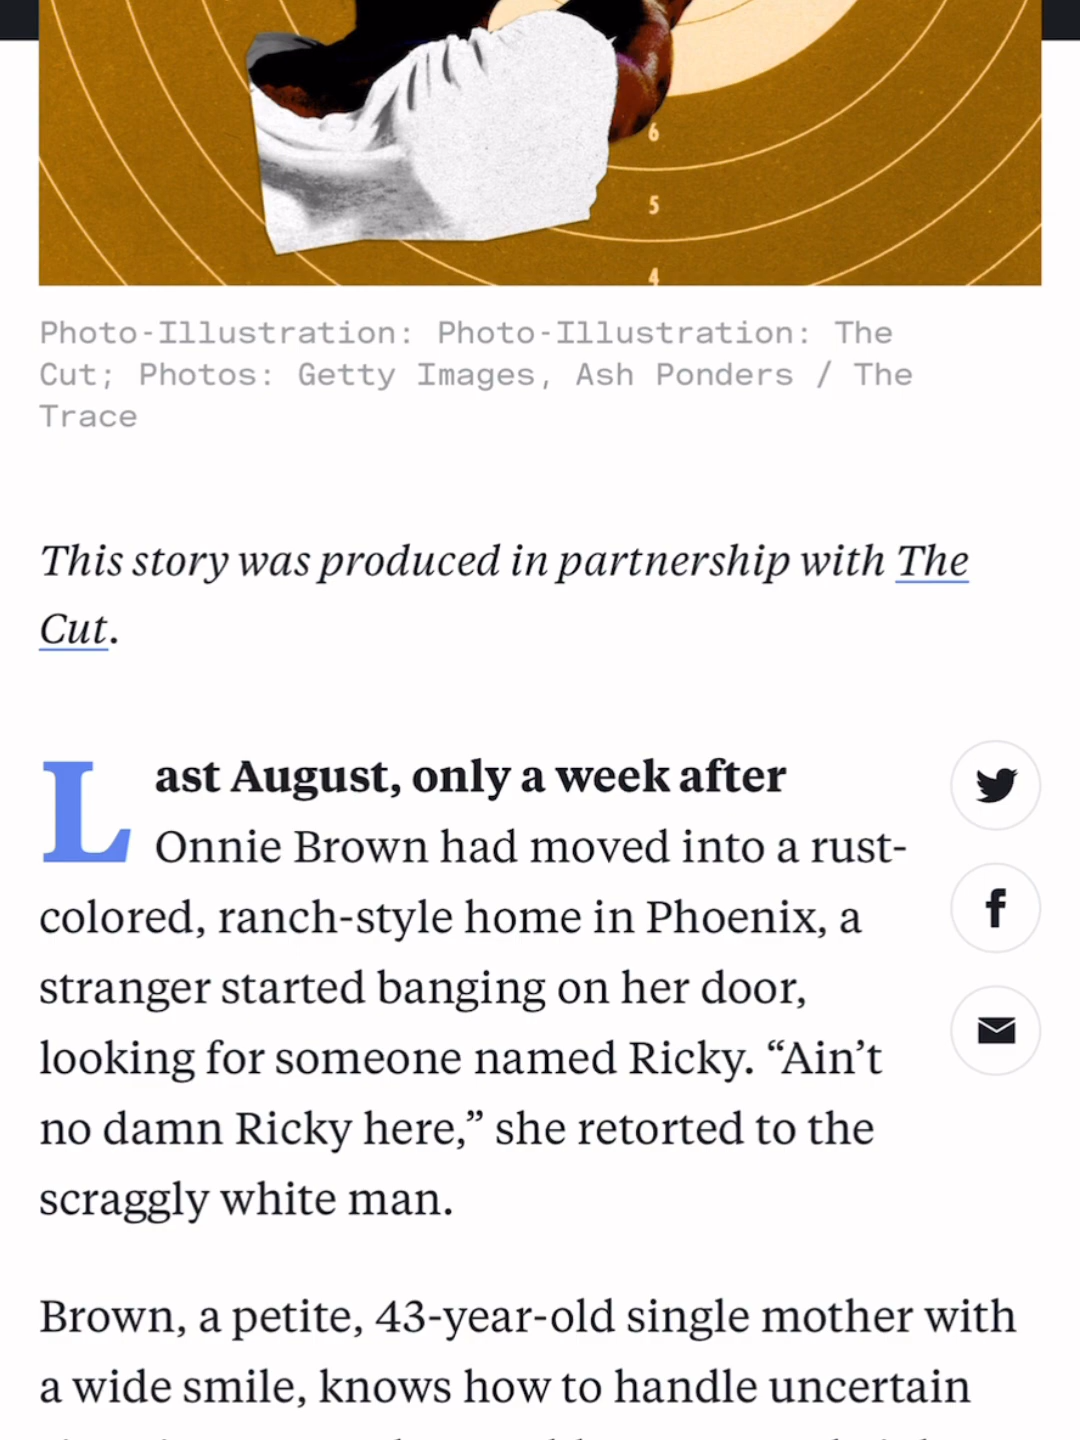 6
5
4
Photo-Illustration: Photo-Illustration: The
Cut; Photos: Getty Images, Ash Ponders / The
Trace
This story was produced in partnership with The
Cut.
Last August, only a week after
Onnie Brown had moved into a rust-
colored, ranch-style home in Phoenix, a
stranger started banging on her door,
looking for someone named Ricky. “Ain’t
no damn Ricky here,” she retorted to the
scraggly white man.
Brown, a petite, 43-year-old single mother with
a wide smile, knows how to handle uncertain